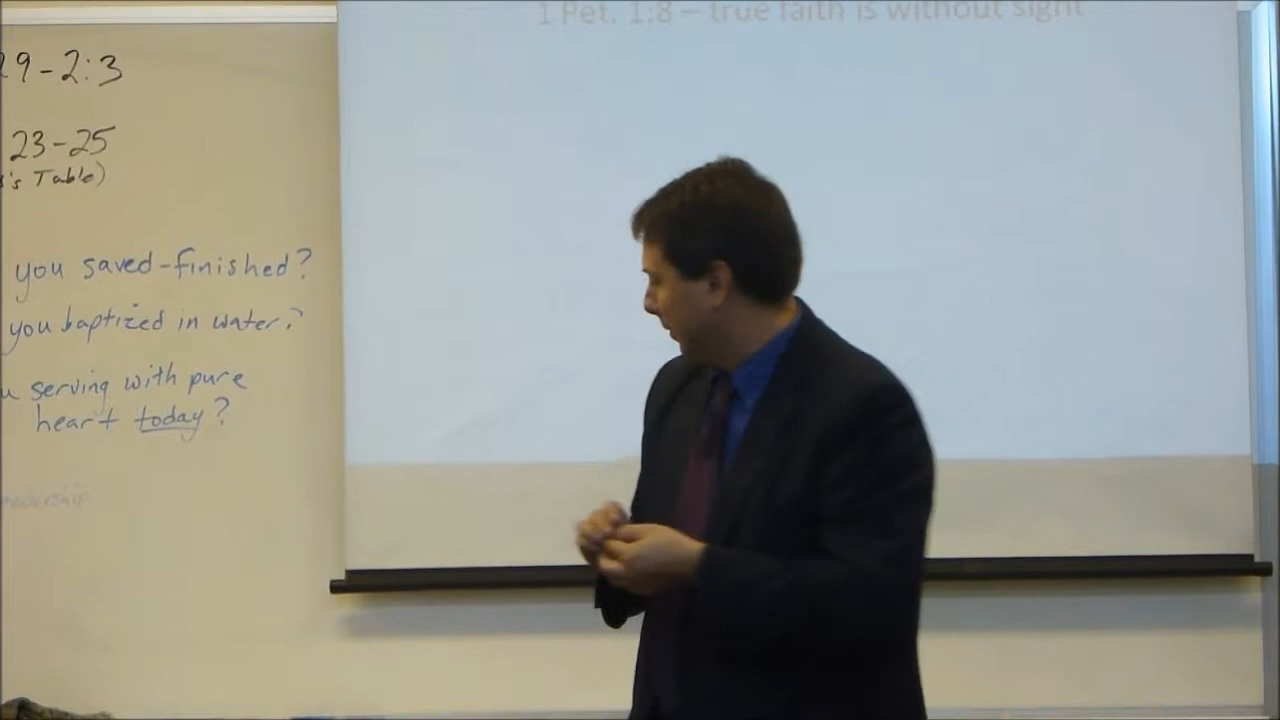 1 Pet. 1:8 – true faith is without sight
29-2:3
23-25
's Table)
you saved-finished?
you baptized in water?
u serving with pure
heart today?